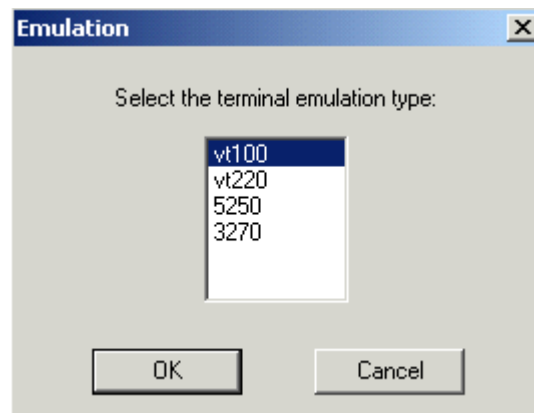 Emulation
Select the terminal emulation type:
vt100
vt220
5250
3270
OK
Cancel